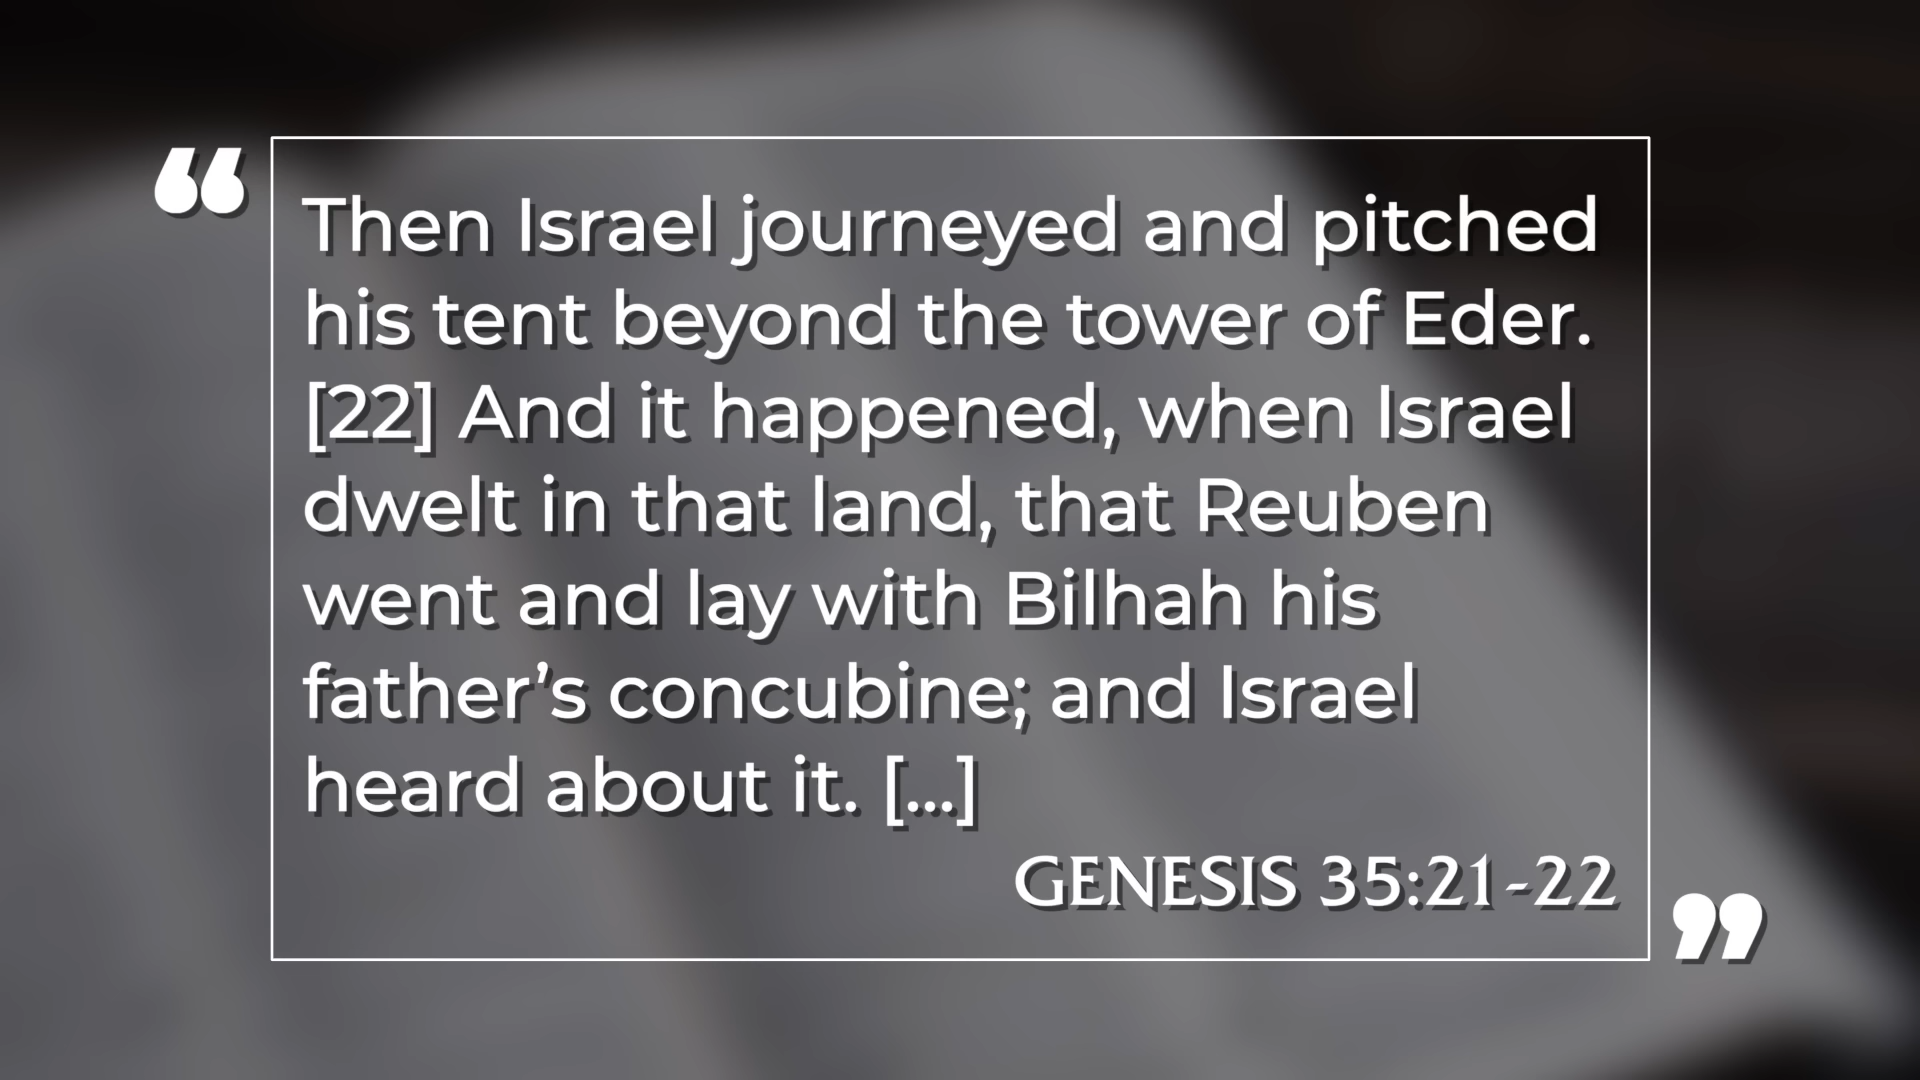 “
Then Israel journeyed and pitched
his tent beyond the tower of Eder.
[22] And it happened, when Israel
dwelt in that land, that Reuben
went and lay with Bilhah his
father’s concubine; and Israel
heard about it. [...]
GENESIS 35:21-22
”